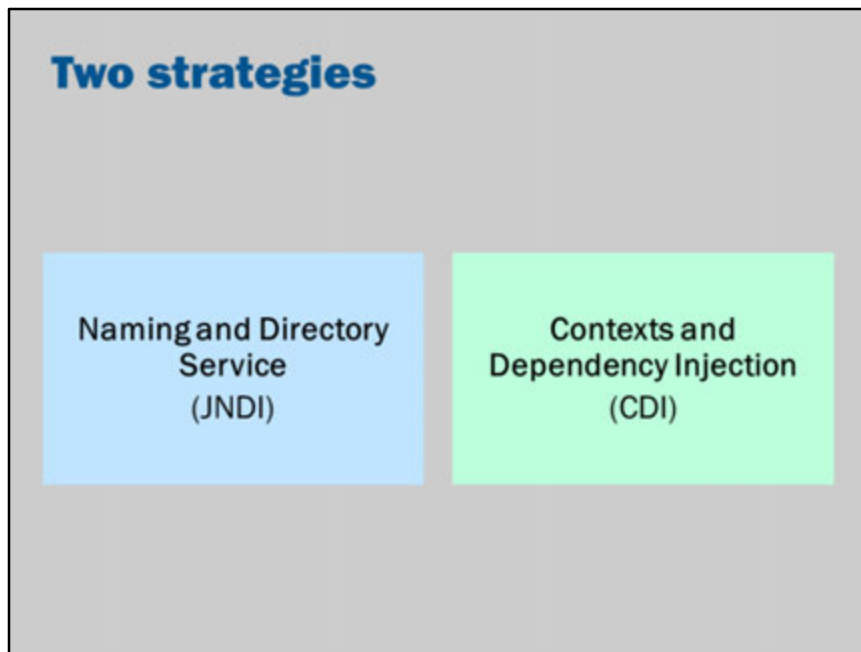 Two strategies
Naming and Directory
Service
(JNDI)
Contexts and
Dependency Injection
(CDI)